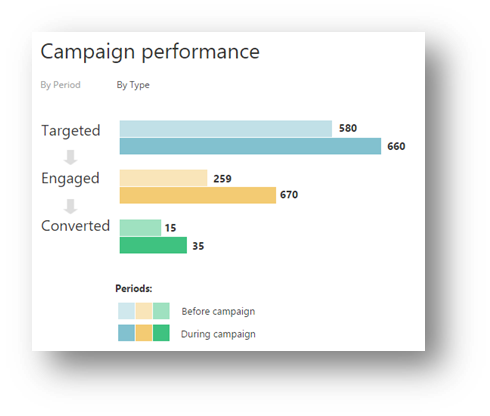 Campaign performance
By Period By Type
Targeted
580
660
Engaged
259
670
Converted
15
35
Periods:
Before campaign
During campaign